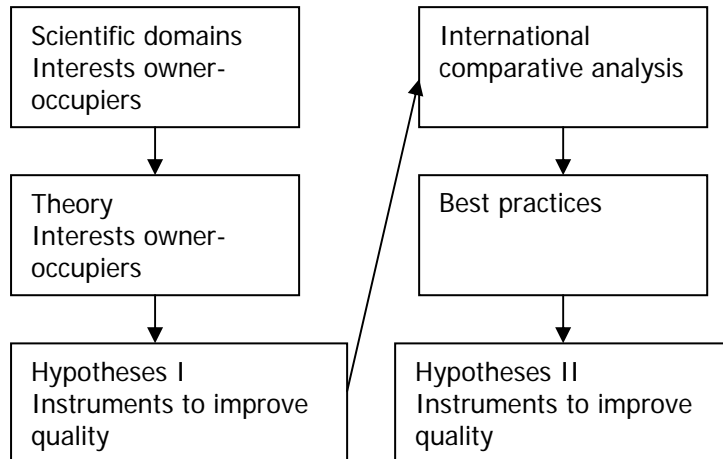 Scientific domains
Interests owner-
occupiers
Theory
Interests owner-
occupiers
Hypotheses I
Instruments to improve
quality
International
comparative analysis
Best practices
Hypotheses II
Instruments to improve
quality